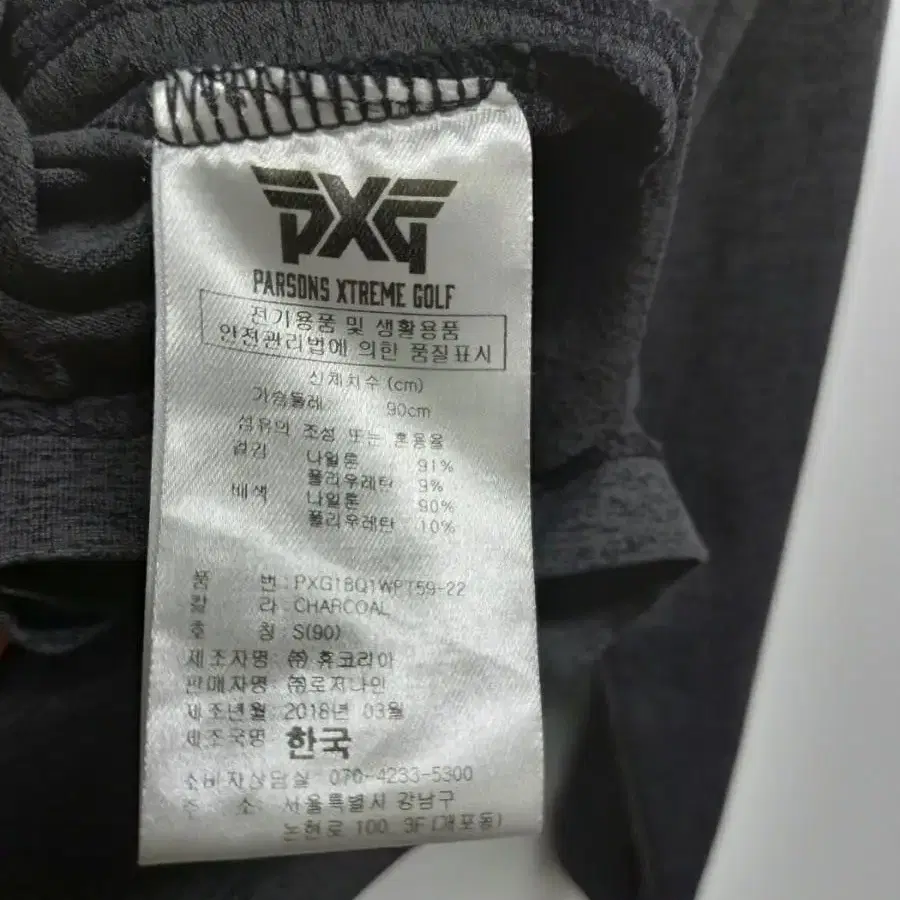 PXG
PARSONS XTREME GOLF
전기용품 및 생활용품
안전관리법에 의한 품질표시
신체치수 (cm)
가슴둘레 90cm
섬유의 조성 또는 혼용율
겉감 나일론 91%
폴리우레탄 9%
배색 나일론 90%
폴리우레탄 10%
품 번 : PXG18Q1WPT59-22
칼 라 : CHARCOAL
호 칭 : S(90)
제조자명 : ㈜ 휴코리아
판매자명 : ㈜로저나인
제조년월 : 2018년 03월
제조국명 : 한국
소비자상담실 070-4233-5300
주 소 : 서울특별시 강남구
논현로 100, 3F (개포동)